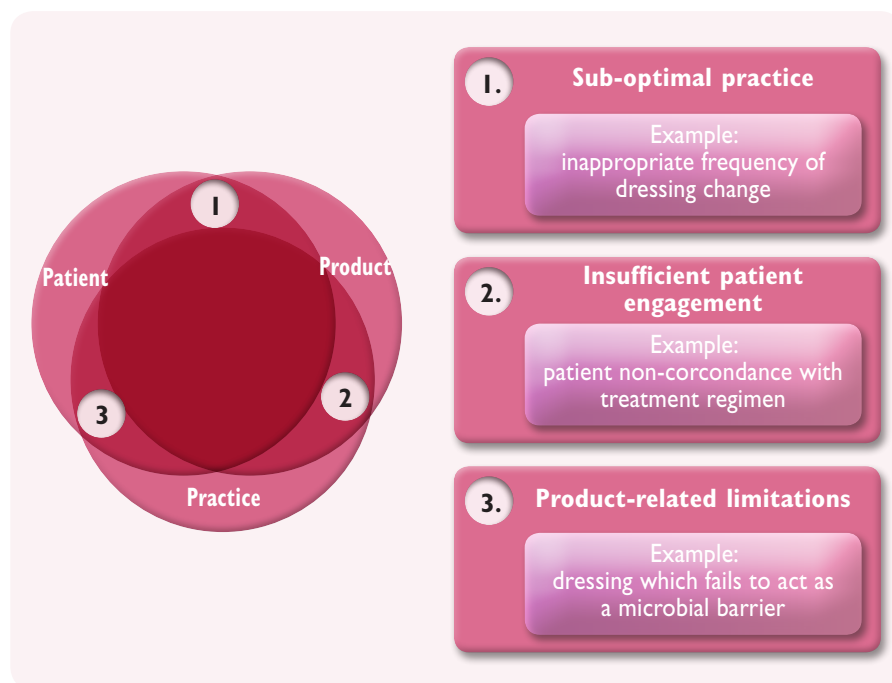 Patient
Product
Practice
1
2
3
1.
Sub-optimal practice
Example:
inappropriate frequency of
dressing change
2.
Insufficient patient
engagement
Example:
patient non-corcondance with
treatment regimen
3.
Product-related limitations
Example:
dressing which fails to act as
a microbial barrier